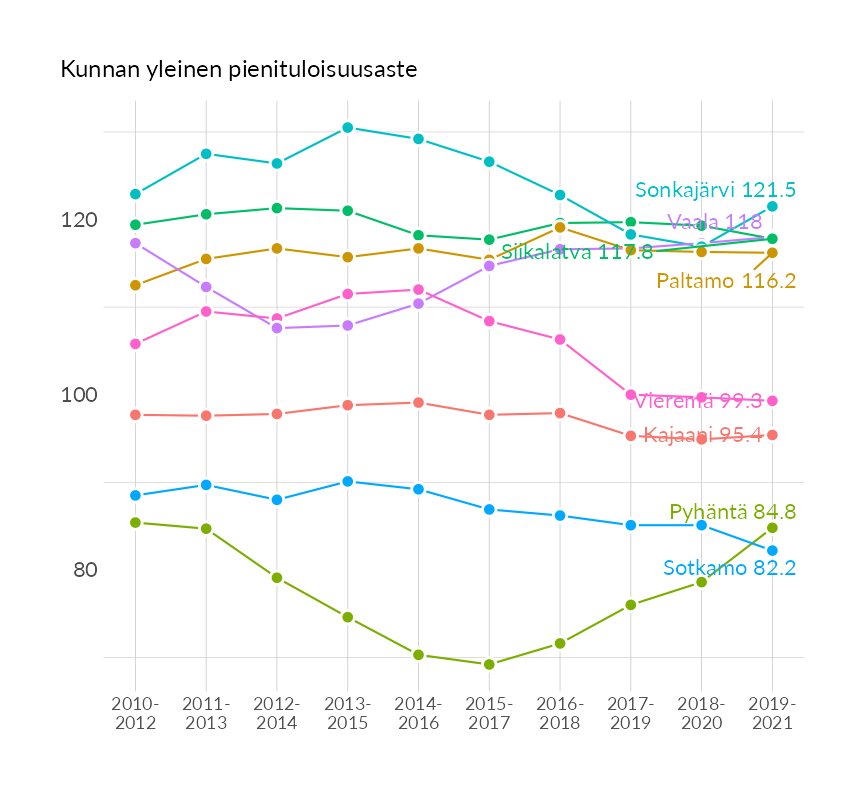 Kunnan yleinen pienituloisuusaste
Sonkajärvi 121.5
120
Vaala 118
Siikalatva 117.8
Paltamo 116.2
100
Vieremä 99.3
Kajaani 95.4
Pyhäntä 84.8
80
Sotkamo 82.2
2010- 2011- 2012- 2013- 2014- 2015- 2016- 2017- 2018- 2019-
2012 2013 2014 2015 2016 2017 2018 2019 2020 2021